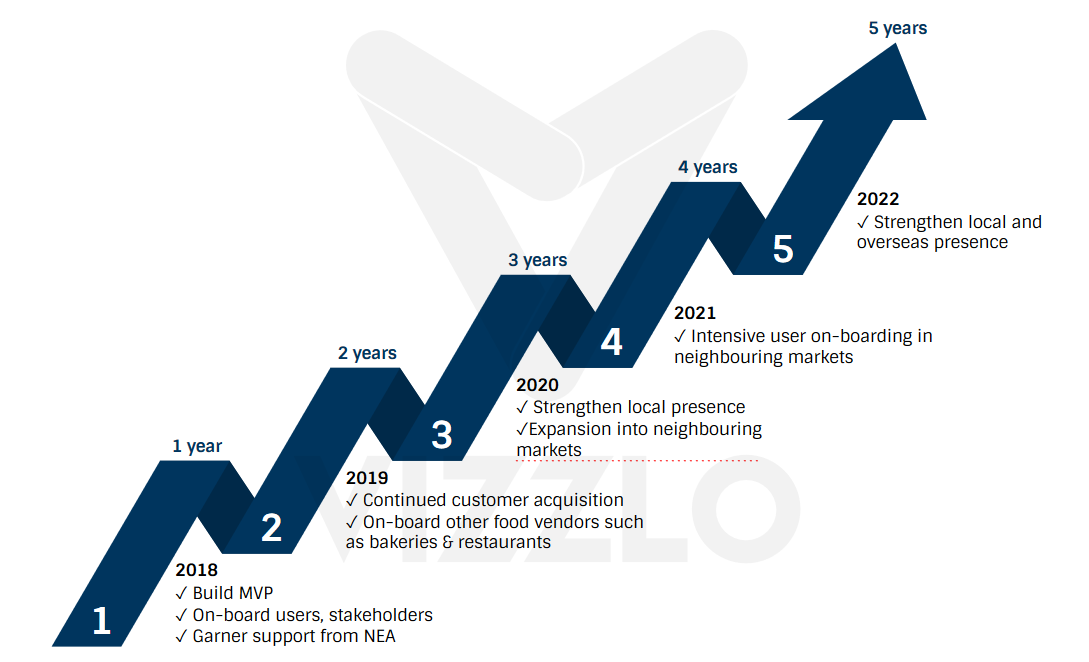 5 years
4 years
2022
✓ Strengthen local and
overseas presence
5
3 years
2021
✓ Intensive user on-boarding in
neighbouring markets
4
2 years
2020
✓ Strengthen local presence
✓Expansion into neighbouring
markets
3
1 year
2019
✓ Continued customer acquisition
✓ On-board other food vendors such
as bakeries & restaurants
2
2018
✓ Build MVP
✓ On-board users, stakeholders
✓ Garner support from NEA
1
VIZZLO